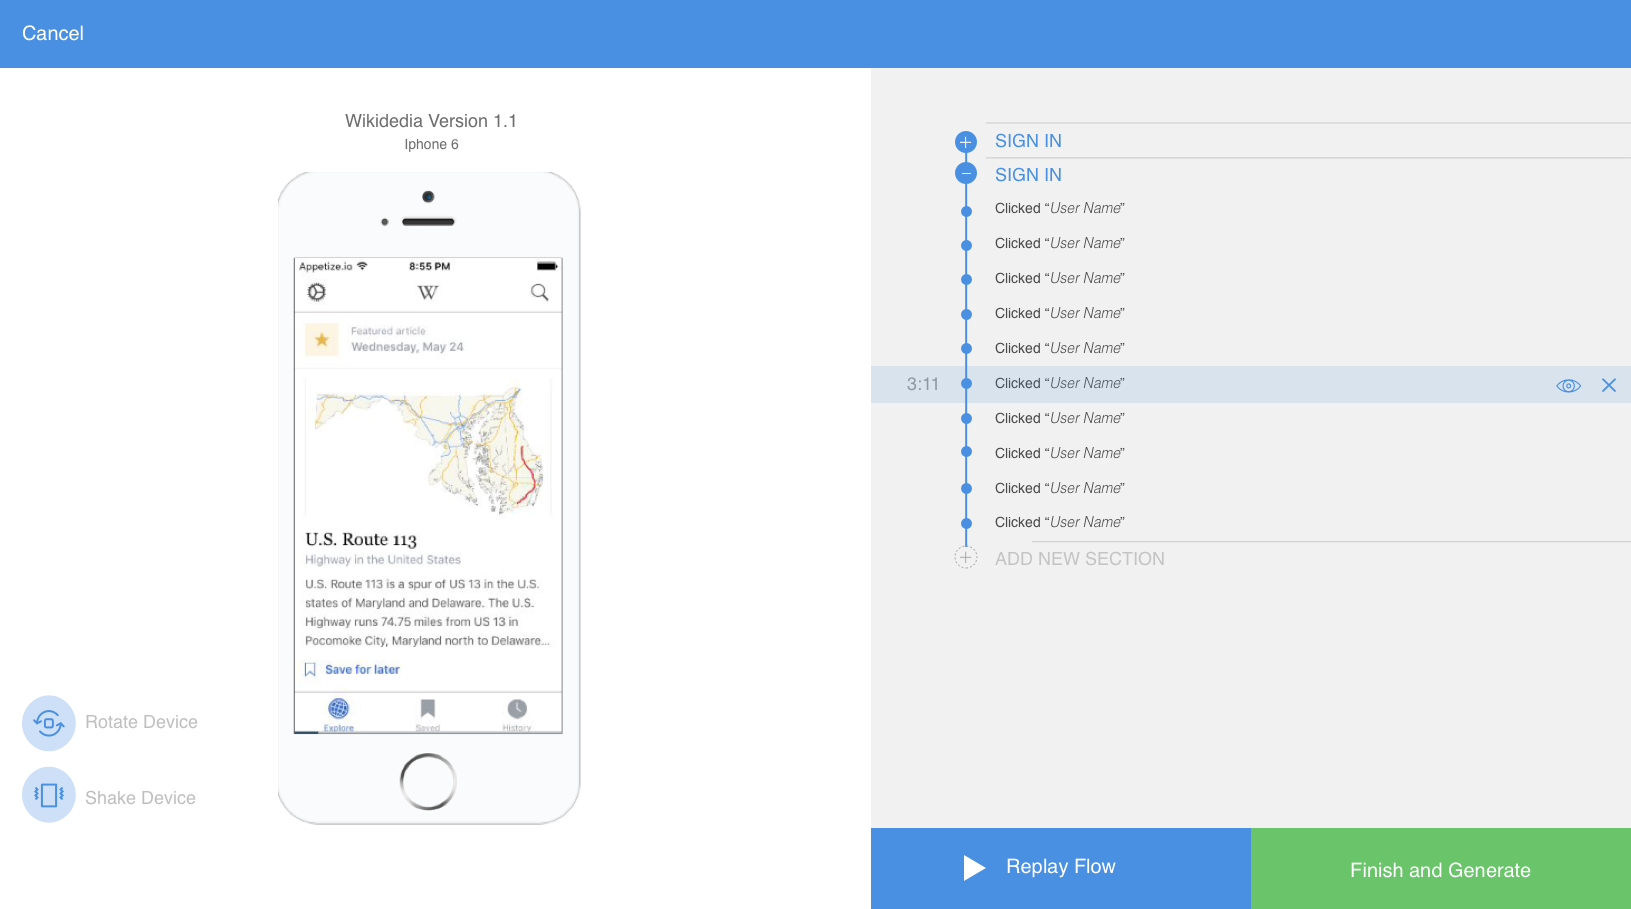 Cancel
Wikidedia Version 1.1
Iphone 6
Appetize.io 8:55 PM
W
Featured article
Wednesday, May 24
U.S. Route 113
Highway in the United States
U.S. Route 113 is a spur of US 13 in the U.S.
states of Maryland and Delaware. The U.S.
Highway runs 74.75 miles from US 13 in
Pocomoke City, Maryland north to Delaware...
Save for later
Explore Saved History
Rotate Device
Shake Device
SIGN IN
SIGN IN
Clicked “User Name”
Clicked “User Name”
Clicked “User Name”
Clicked “User Name”
Clicked “User Name”
3:11 Clicked “User Name”
Clicked “User Name”
Clicked “User Name”
Clicked “User Name”
Clicked “User Name”
ADD NEW SECTION
Replay Flow
Finish and Generate